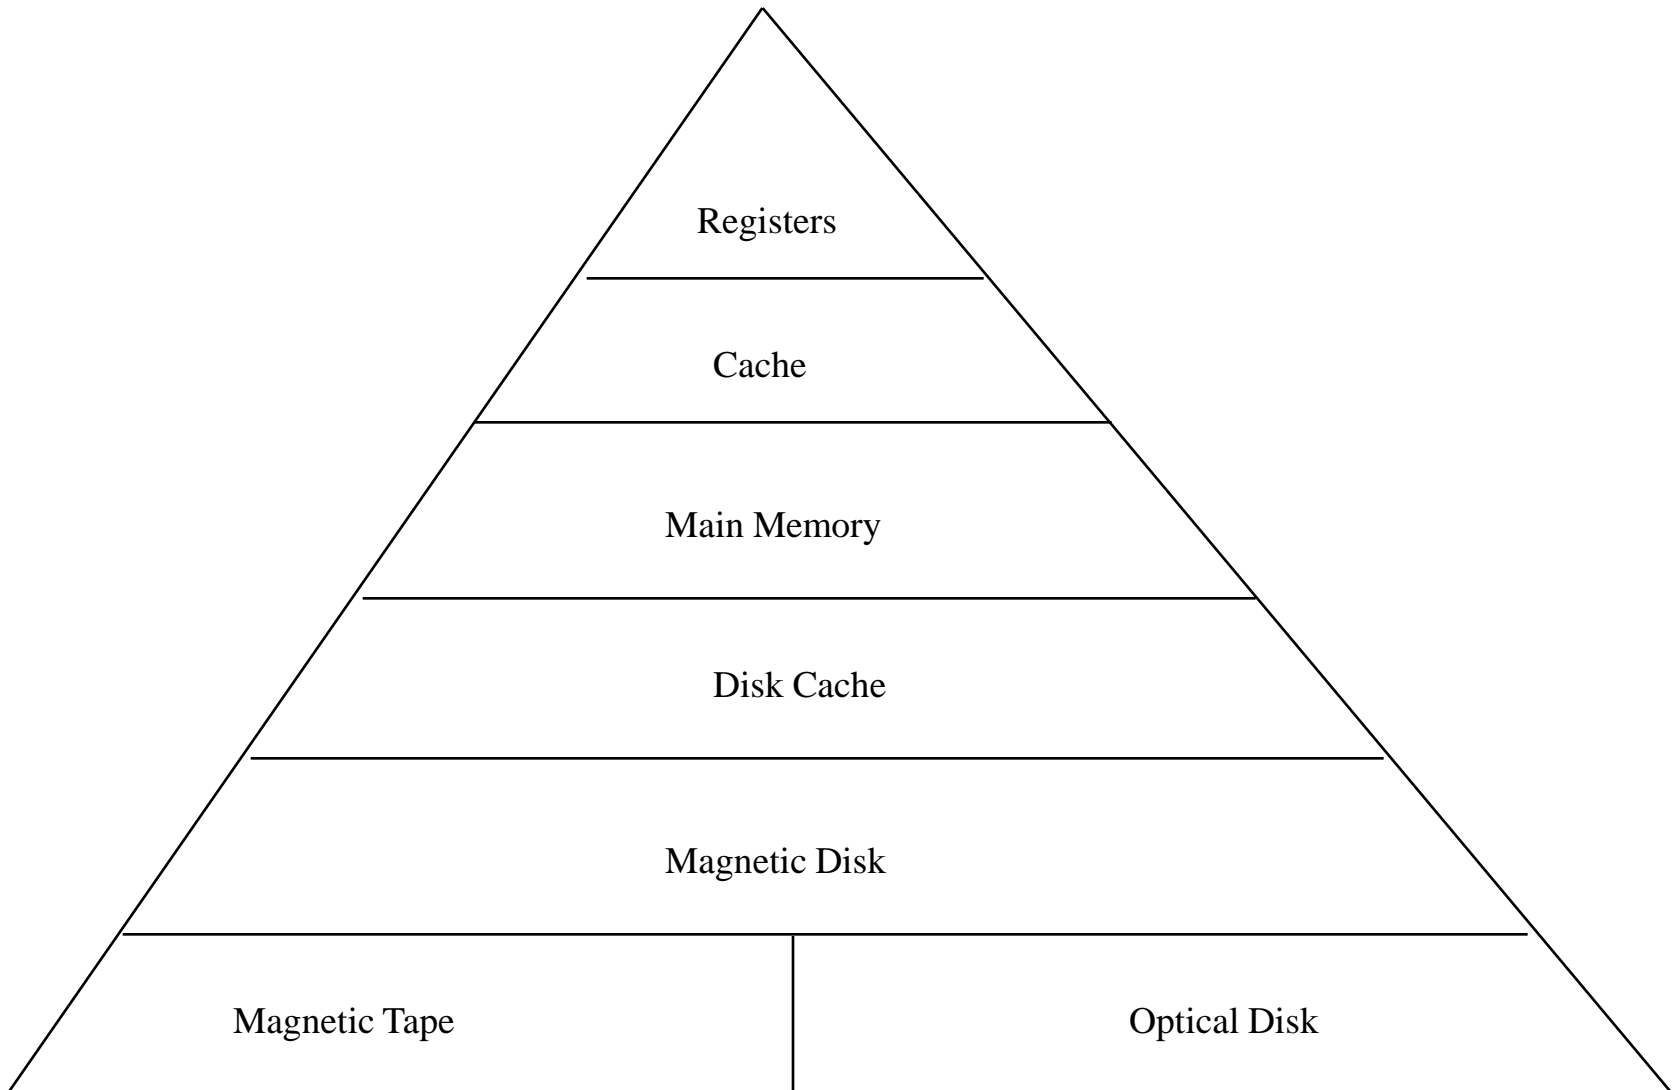 Registers
Cache
Main Memory
Disk Cache
Magnetic Disk
Magnetic Tape
Optical Disk